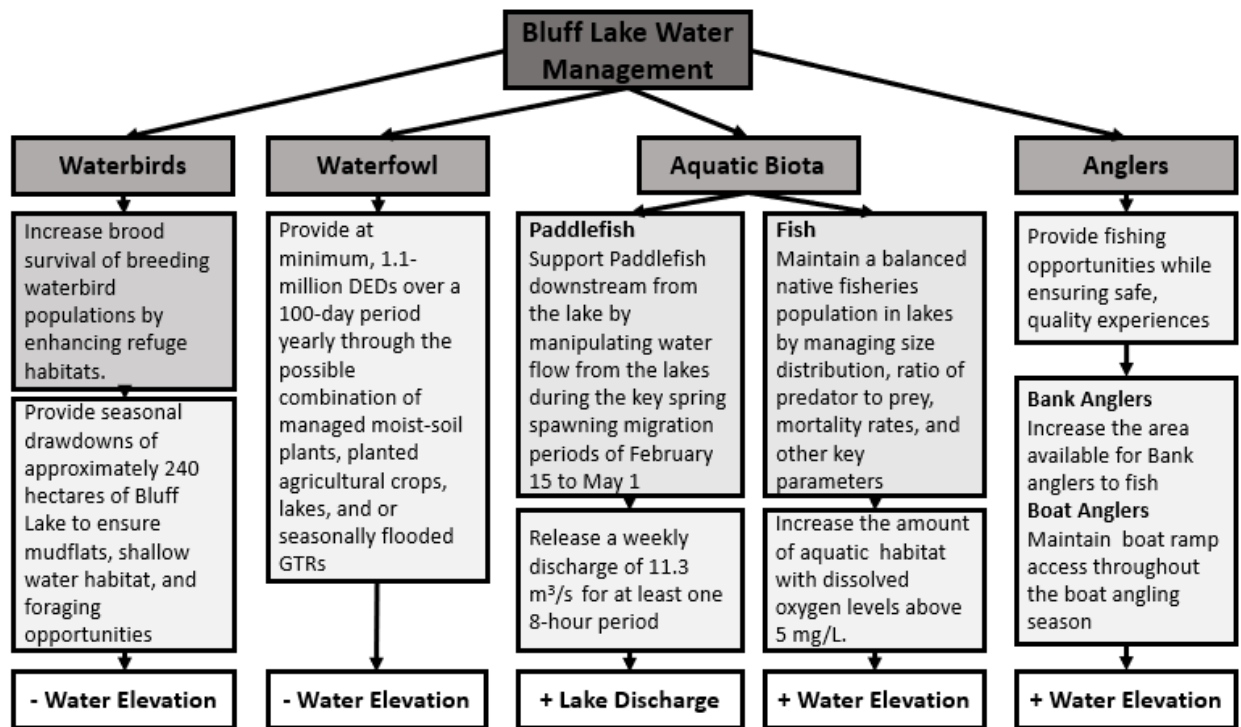 Bluff Lake Water
Management
Waterbirds
Waterfowl
Aquatic Biota
Anglers
Increase brood
survival of breeding
waterbird
populations by
enhancing refuge
habitats.
Provide seasonal
drawdowns of
approximately 240
hectares of Bluff
Lake to ensure
mudflats, shallow
water habitat, and
foraging
opportunities
- Water Elevation
Provide at
minimum, 1.1-
million DEDs over a
100-day period
yearly through the
possible
combination of
managed moist-soil
plants, planted
agricultural crops,
lakes, and or
seasonally flooded
GTRs
- Water Elevation
Paddlefish
Support Paddlefish
downstream from
the lake by
manipulating water
flow from the lakes
during the key spring
spawning migration
periods of February
15 to May 1
Release a weekly
discharge of 11.3
m³/s for at least one
8-hour period
+ Lake Discharge
Fish
Maintain a balanced
native fisheries
population in lakes
by managing size
distribution, ratio of
predator to prey,
mortality rates, and
other key
parameters
Increase the amount
of aquatic habitat
with dissolved
oxygen levels above
5 mg/L.
+ Water Elevation
Provide fishing
opportunities while
ensuring safe,
quality experiences
Bank Anglers
Increase the area
available for Bank
anglers to fish
Boat Anglers
Maintain boat ramp
access throughout
the boat angling
season
+ Water Elevation